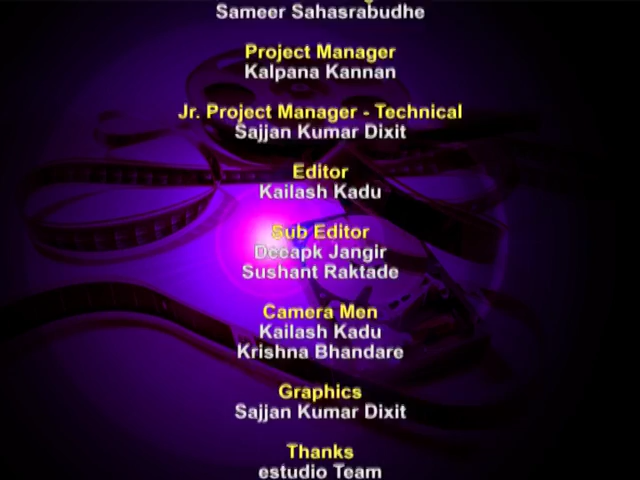 Sameer Sahasrabudhe
Project Manager
Kalpana Kannan
Jr. Project Manager - Technical
Sajjan Kumar Dixit
Editor
Kailash Kadu
Sub Editor
Deeapk Jangir
Sushant Raktade
Camera Men
Kailash Kadu
Krishna Bhandare
Graphics
Sajjan Kumar Dixit
Thanks
estudio Team